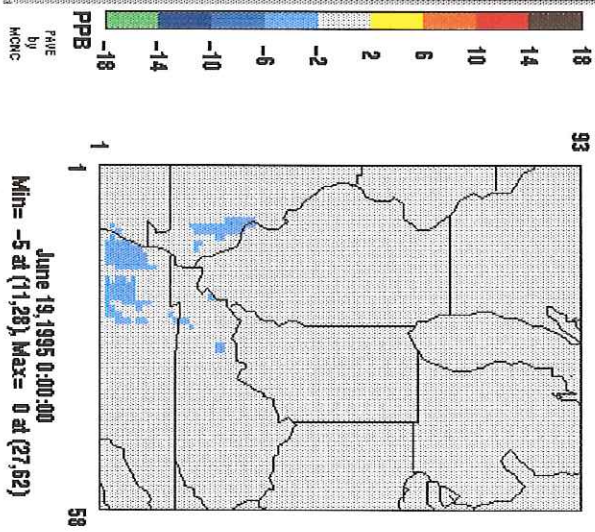 18
14
10
6
2
-2
-6
-10
-14
-18
PPB
PAVE
by
MCNC
93
1
1
58
June 19,1995 0:00:00
Min= -5 at (11,28), Max= 0 at (27,62)